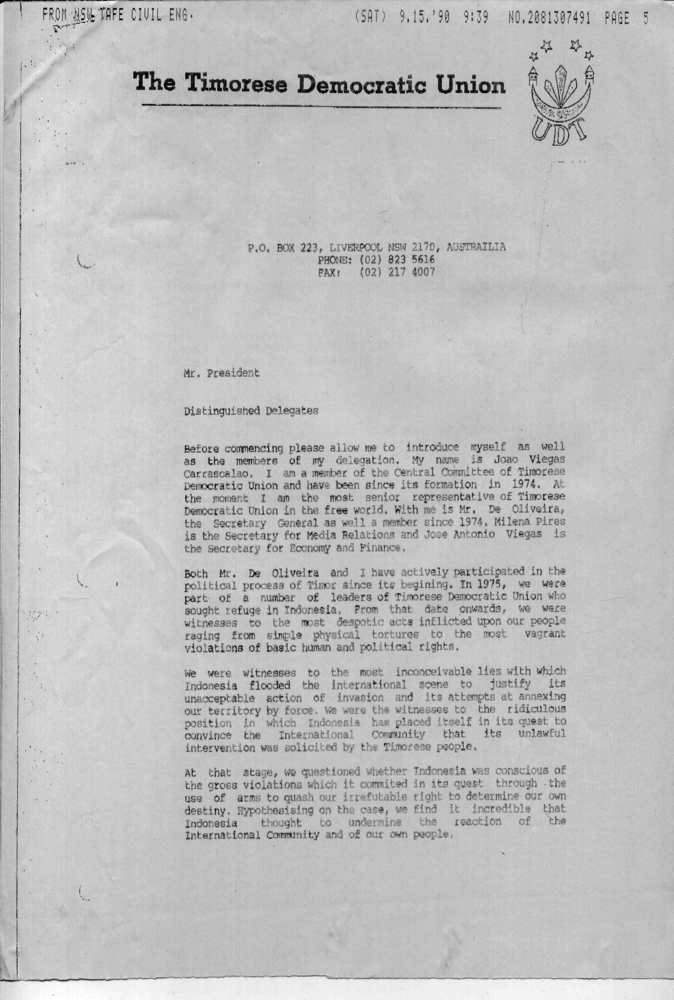 FROM NSW TAFE CIVIL ENG. (SAT) 9.15.'90 9:39 NO.2081307491 PAGE 5
The Timorese Democratic Union
UDT
P.O. BOX 223, LIVERPOOL NSW 2170, AUSTRAILIA
PHONE: (02) 823 5616
FAX: (02) 217 4007
Mr. President
Distinguished Delegates
Before commencing please allow me to introduce myself as well
as the members of my delegation. My name is Joao Viegas
Carrascalao. I am a member of the Central Committee of Timorese
Democratic Union and have been since its formation in 1974. At
the moment I am the most senior representative of Timorese
Democratic Union in the free world. With me is Mr. De Oliveira,
the Secretary General as well a member since 1974. Milena Pires
is the Secretary for Media Relations and Jose Antonio Viegas is
the Secretary for Economy and Finance.
Both Mr. De Oliveira and I have actively participated in the
political process of Timor since its begining. In 1975, we were
part of a number of leaders of Timorese Democratic Union who
sought refuge in Indonesia. From that date onwards, we were
witnesses to the most despotic acts inflicted upon our people
raging from simple physical tortures to the most vagrant
violations of basic human and political rights.
We were witnesses to the most inconceivable lies with which
Indonesia flooded the international scene to justify its
unacceptable action of invasion and its attempts at annexing
our territory by force. We were the witnesses to the ridiculous
position in which Indonesia has placed itself in its quest to
convince the International Community that its unlawful
intervention was solicited by the Timorese people.
At that stage, we questioned whether Indonesia was conscious of
the gross violations which it commited in its quest through the
use of arms to quash our irrefutable right to determine our own
destiny. Hypothesising on the case, we find it incredible that
Indonesia thought to undermine the reaction of the
International Community and of our own people.